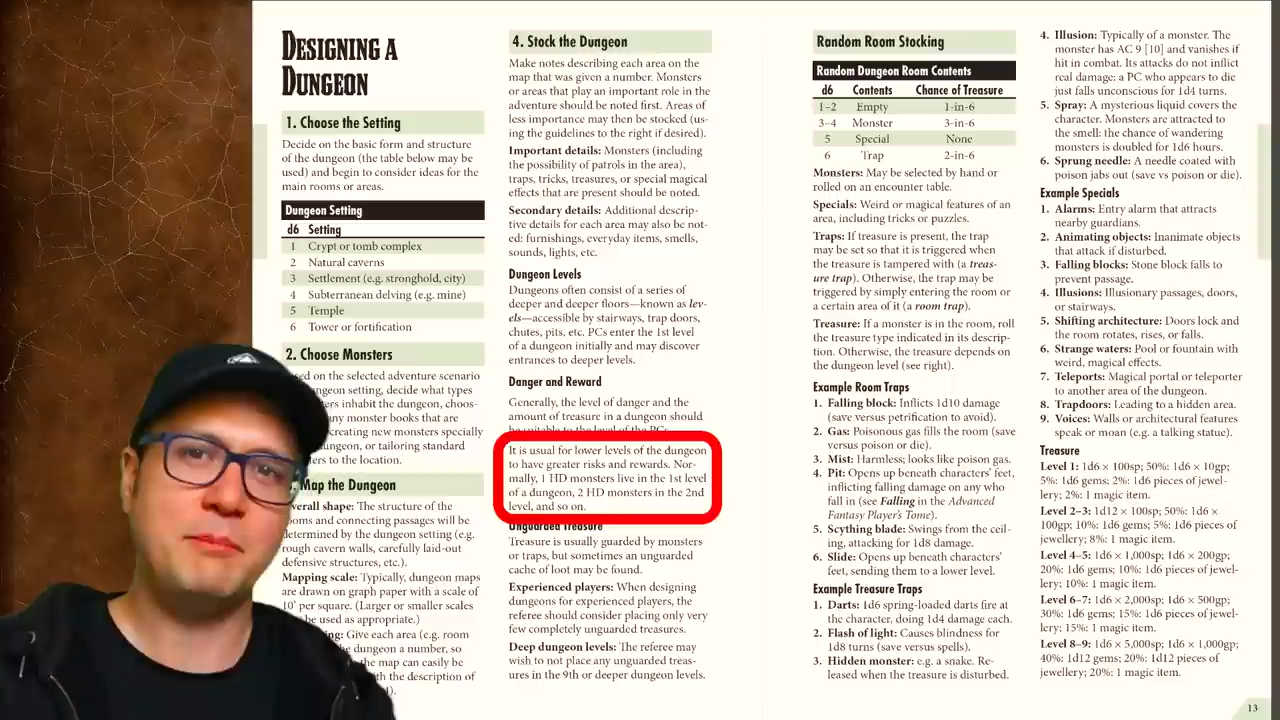 DESIGNING A
DUNGEON
1. Choose the Setting
Decide on the basic form and structure
of the dungeon (the table below may be
used) and begin to consider ideas for the
main rooms or areas.
Dungeon Setting
d6 Setting
1 Crypt or tomb complex
2 Natural caverns
3 Settlement (e.g. stronghold, city)
4 Subterranean delving (e.g. mine)
5 Temple
6 Tower or fortification
2. Choose Monsters
on the selected adventure scenario
setting, decide what types
inhabit the dungeon, choos-
any monster books that are
creating new monsters specially
or tailoring standard
to the location.
Map the Dungeon
shape: The structure of the
and connecting passages will be
determined by the dungeon setting (e.g.
rough cavern walls, carefully laid-out
defensive structures, etc.).
Mapping scale: Typically, dungeon maps
are drawn on graph paper with a scale of
10' per square. (Larger or smaller scales
be used as appropriate.)
Give each area (e.g. room
the dungeon a number, so
the map can easily be
the description of
4. Stock the Dungeon
Make notes describing each area on the
map that was given a number. Monsters
or areas that play an important role in the
adventure should be noted first. Areas of
less importance may then be stocked (us-
ing the guidelines to the right if desired).
Important details: Monsters (including
the possibility of patrols in the area),
traps, tricks, treasures, or special magical
effects that are present should be noted.
Secondary details: Additional descrip-
tive details for each area may also be not-
ed: furnishings, everyday items, smells,
sounds, lights, etc.
Dungeon Levels
Dungeons often consist of a series of
deeper and deeper floors—known as lev-
els—accessible by stairways, trap doors,
chutes, pits, etc. PCs enter the 1st level
of a dungeon initially and may discover
entrances to deeper levels.
Danger and Reward
Generally, the level of danger and the
amount of treasure in a dungeon should
be suitable to the level of the PCs.
It is usual for lower levels of the dungeon
to have greater risks and rewards. Nor-
mally, 1 HD monsters live in the 1st level
of a dungeon, 2 HD monsters in the 2nd
level, and so on.
Unguarded Treasure
Treasure is usually guarded by monsters
or traps, but sometimes an unguarded
cache of loot may be found.
Experienced players: When designing
dungeons for experienced players, the
referee should consider placing only very
few completely unguarded treasures.
Deep dungeon levels: The referee may
wish to not place any unguarded treas-
ures in the 9th or deeper dungeon levels.
Random Room Stocking
Random Dungeon Room Contents
d6 Contents Chance of Treasure
1–2 Empty 1-in-6
3–4 Monster 3-in-6
5 Special None
6 Trap 2-in-6
Monsters: May be selected by hand or
rolled on an encounter table.
Specials: Weird or magical features of an
area, including tricks or puzzles.
Traps: If treasure is present, the trap
may be set so that it is triggered when
the treasure is tampered with (a treas-
ure trap). Otherwise, the trap may be
triggered by simply entering the room or
a certain area of it (a room trap).
Treasure: If a monster is in the room, roll
the treasure type indicated in its descrip-
tion. Otherwise, the treasure depends on
the dungeon level (see right).
Example Room Traps
1. Falling block: Inflicts 1d10 damage
(save versus petrification to avoid).
2. Gas: Poisonous gas fills the room (save
versus poison or die).
3. Mist: Harmless; looks like poison gas.
4. Pit: Opens up beneath characters' feet,
inflicting falling damage on any who
fall in (see Falling in the Advanced
Fantasy Player's Tome).
5. Scything blade: Swings from the ceil-
ing, attacking for 1d8 damage.
6. Slide: Opens up beneath characters'
feet, sending them to a lower level.
Example Treasure Traps
1. Darts: 1d6 spring-loaded darts fire at
the character, doing 1d4 damage each.
2. Flash of light: Causes blindness for
1d8 turns (save versus spells).
3. Hidden monster: e.g. a snake. Re-
leased when the treasure is disturbed.
4. Illusion: Typically of a monster. The
monster has AC 9 [10] and vanishes if
hit in combat. Its attacks do not inflict
real damage: a PC who appears to die
just falls unconscious for 1d4 turns.
5. Spray: A mysterious liquid covers the
character. Monsters are attracted to
the smell: the chance of wandering
monsters is doubled for 1d6 hours.
6. Sprung needle: A needle coated with
poison jabs out (save vs poison or die).
Example Specials
1. Alarms: Entry alarm that attracts
nearby guardians.
2. Animating objects: Inanimate objects
that attack if disturbed.
3. Falling blocks: Stone block falls to
prevent passage.
4. Illusions: Illusionary passages, doors,
or stairways.
5. Shifting architecture: Doors lock and
the room rotates, rises, or falls.
6. Strange waters: Pool or fountain with
weird, magical effects.
7. Teleports: Magical portal or teleporter
to another area of the dungeon.
8. Trapdoors: Leading to a hidden area.
9. Voices: Walls or architectural features
speak or moan (e.g. a talking statue).
Treasure
Level 1: 1d6 × 100sp; 50%: 1d6 × 10gp;
5%: 1d6 gems; 2%: 1d6 pieces of jewel-
lery; 2%: 1 magic item.
Level 2–3: 1d12 × 100sp; 50%: 1d6 ×
100gp; 10%: 1d6 gems; 5%: 1d6 pieces of
jewellery; 8%: 1 magic item.
Level 4–5: 1d6 × 1,000sp; 1d6 × 200gp;
20%: 1d6 gems; 10%: 1d6 pieces of jewel-
lery; 10%: 1 magic item.
Level 6–7: 1d6 × 2,000sp; 1d6 × 500gp;
30%: 1d6 gems; 15%: 1d6 pieces of jewel-
lery; 15%: 1 magic item.
Level 8–9: 1d6 × 5,000sp; 1d6 × 1,000gp;
40%: 1d12 gems; 20%: 1d12 pieces of
jewellery; 20%: 1 magic item.
13